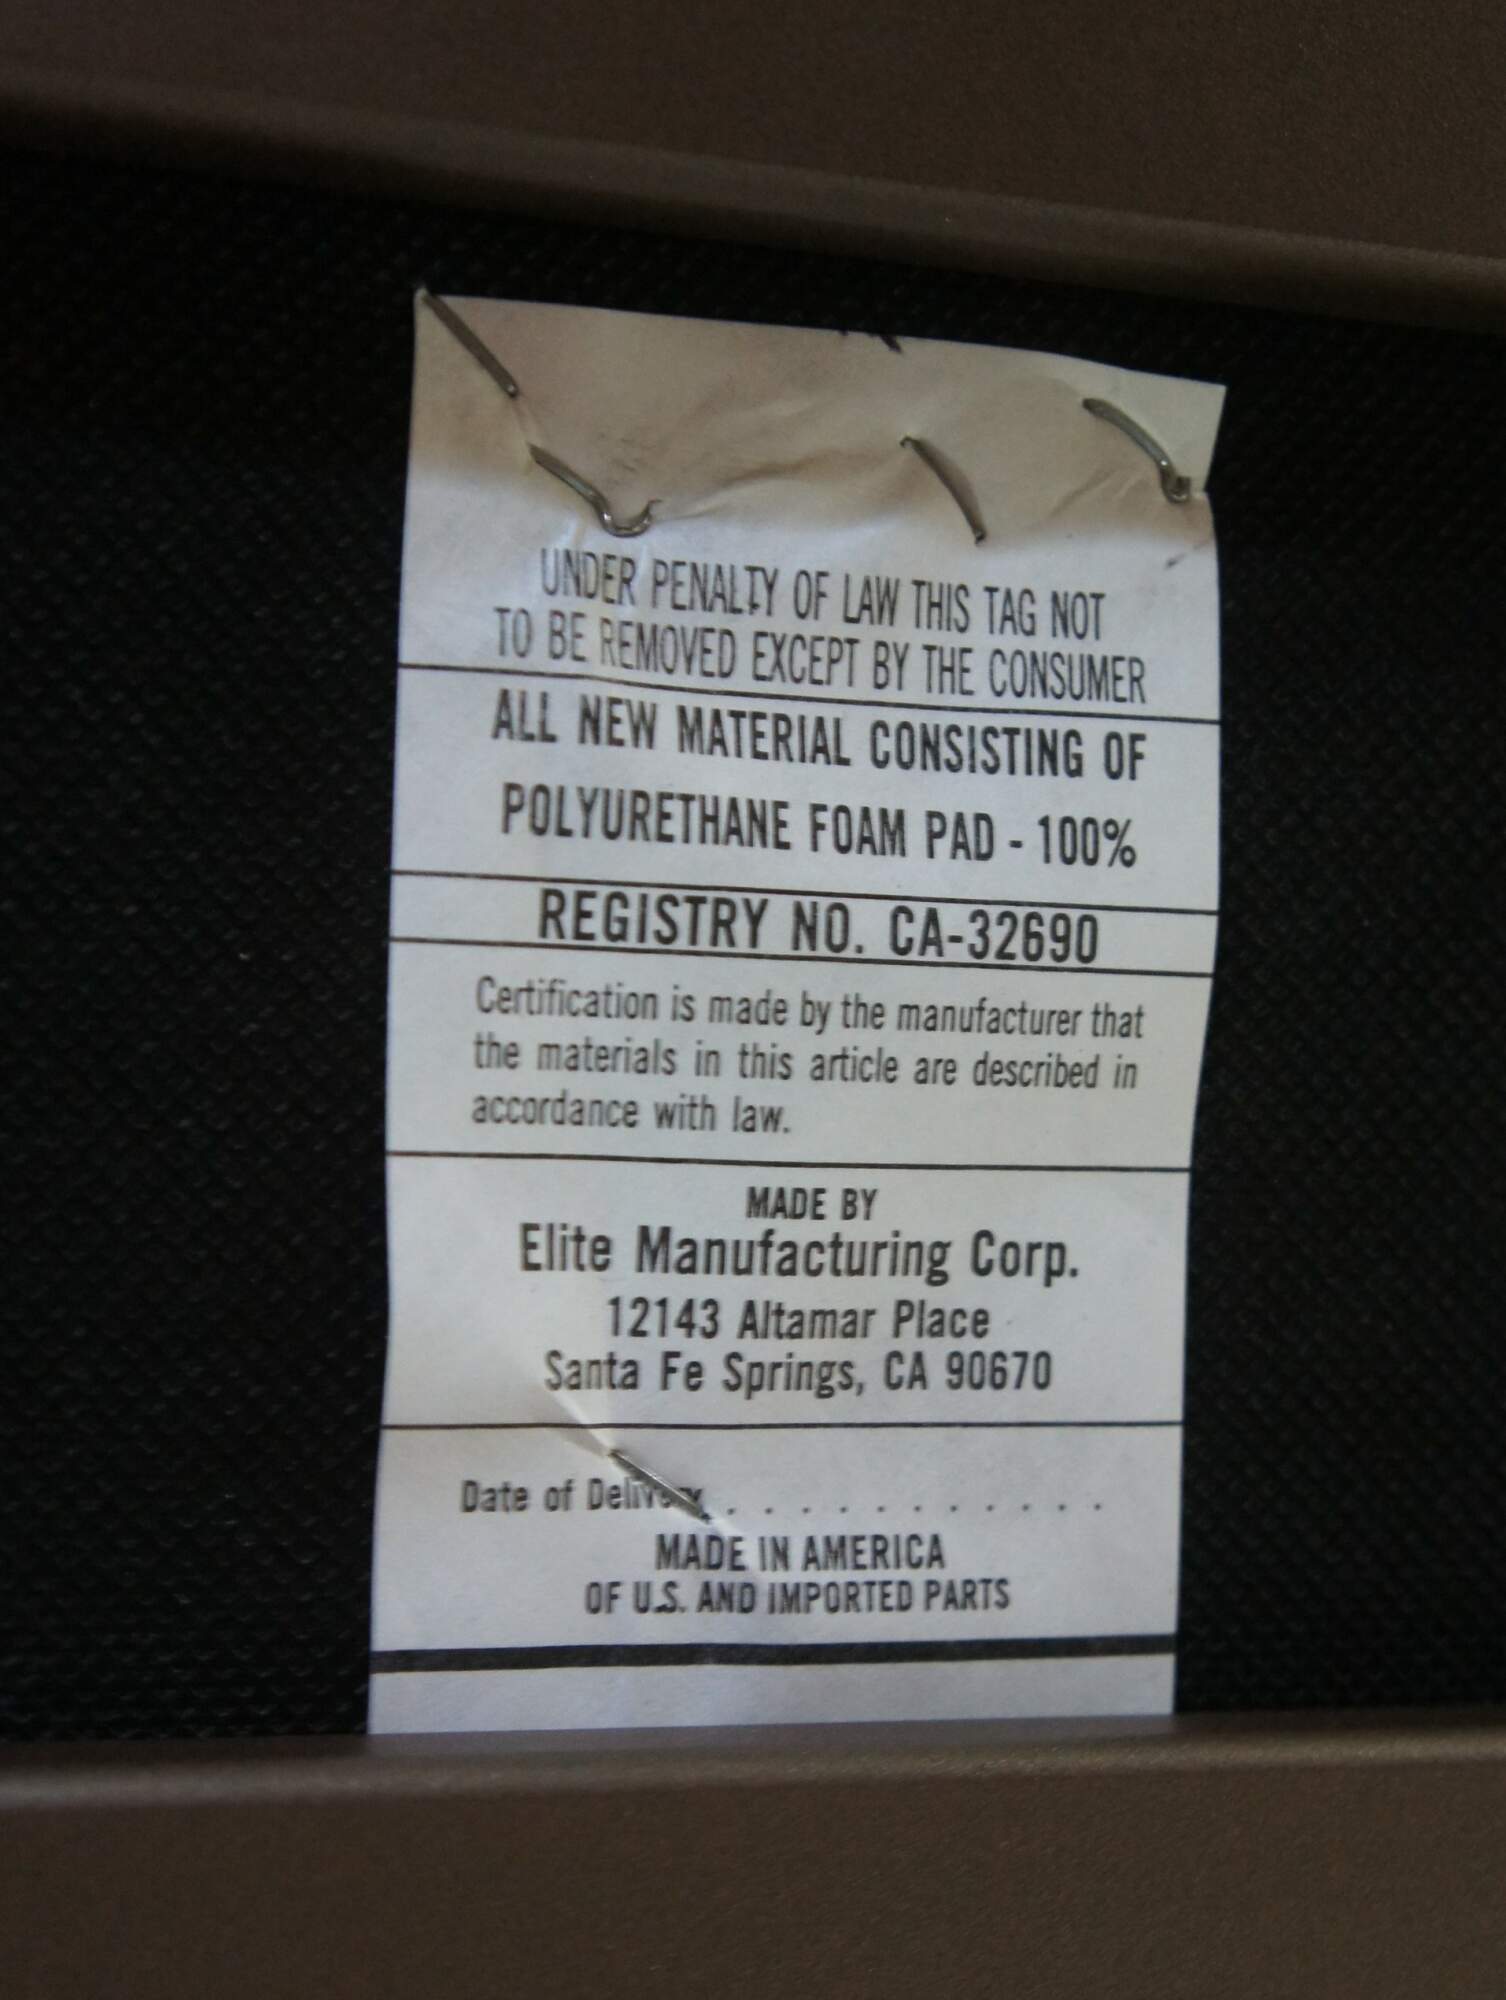 UNDER PENALTY OF LAW THIS TAG NOT
TO BE REMOVED EXCEPT BY THE CONSUMER
ALL NEW MATERIAL CONSISTING OF
POLYURETHANE FOAM PAD - 100%
REGISTRY NO. CA-32690
Certification is made by the manufacturer that
the materials in this article are described in
accordance with law.
MADE BY
Elite Manufacturing Corp.
12143 Altamar Place
Santa Fe Springs, CA 90670
Date of Delivery. . . . . . . . . . . .
MADE IN AMERICA
OF U.S. AND IMPORTED PARTS